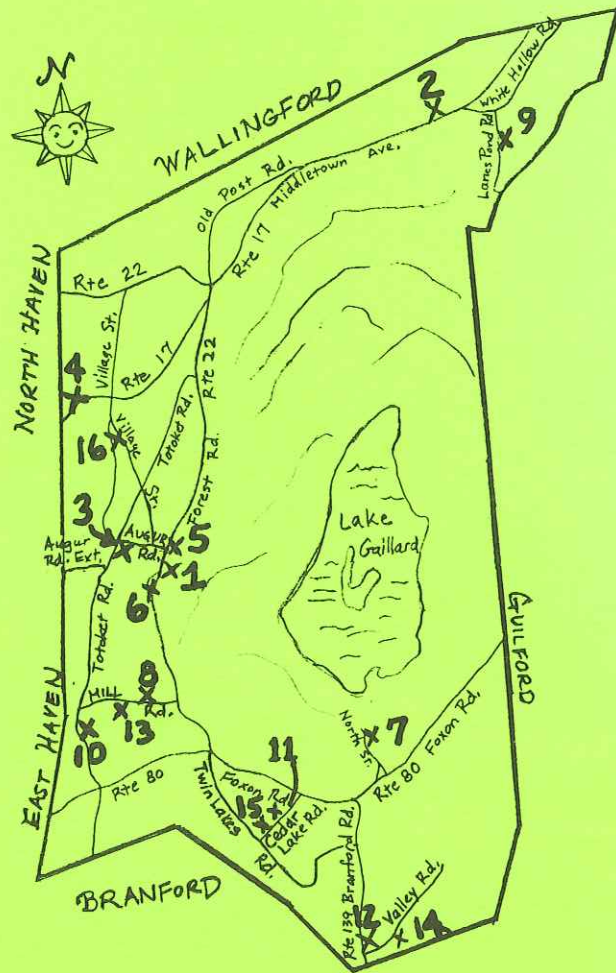 N
WALLINGFORD
2
White Hollow Rd
Lanes Pond Rd
9
Old Post Rd.
Middletown Ave.
Rte 17
Rte 22
NORTH HAVEN
Village St.
4
Rte 17
Rte 22
Totoket Rd.
16
Village St.
Forest Rd.
3
Augur Rd. Ext.
AUGUR Rd.
5
1
6
Lake
Gaillard
GUILFORD
Totoket Rd.
8
HILL Rd.
13
10
EAST HAVEN
Rte 80
11
North St.
7
Rte 80 Foxon Rd.
Foxon Rd.
15
Cedar Lake Rd.
Twin Lakes Rd.
BRANFORD
Rte 139 Branford Rd.
12
Valley Rd.
14